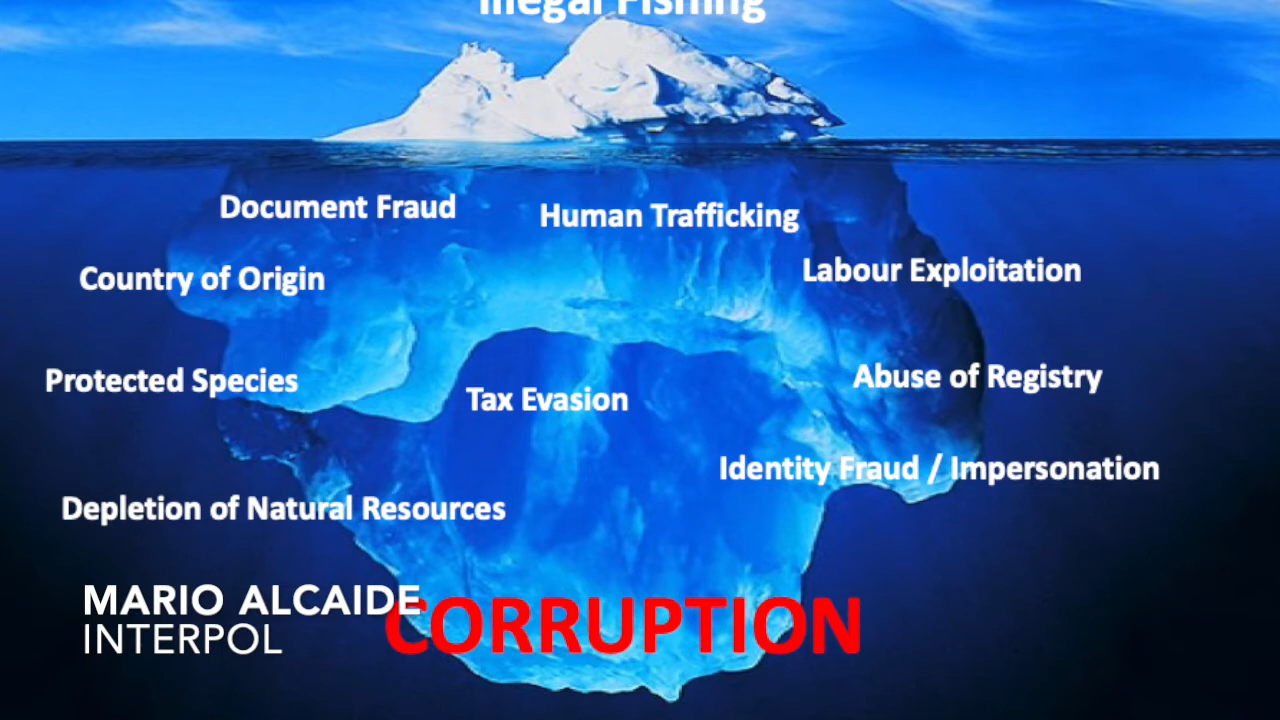 Illegal Fishing
Document Fraud
Human Trafficking
Country of Origin
Labour Exploitation
Protected Species
Abuse of Registry
Tax Evasion
Identity Fraud / Impersonation
Depletion of Natural Resources
MARIO ALCAIDE
INTERPOL
CORRUPTION